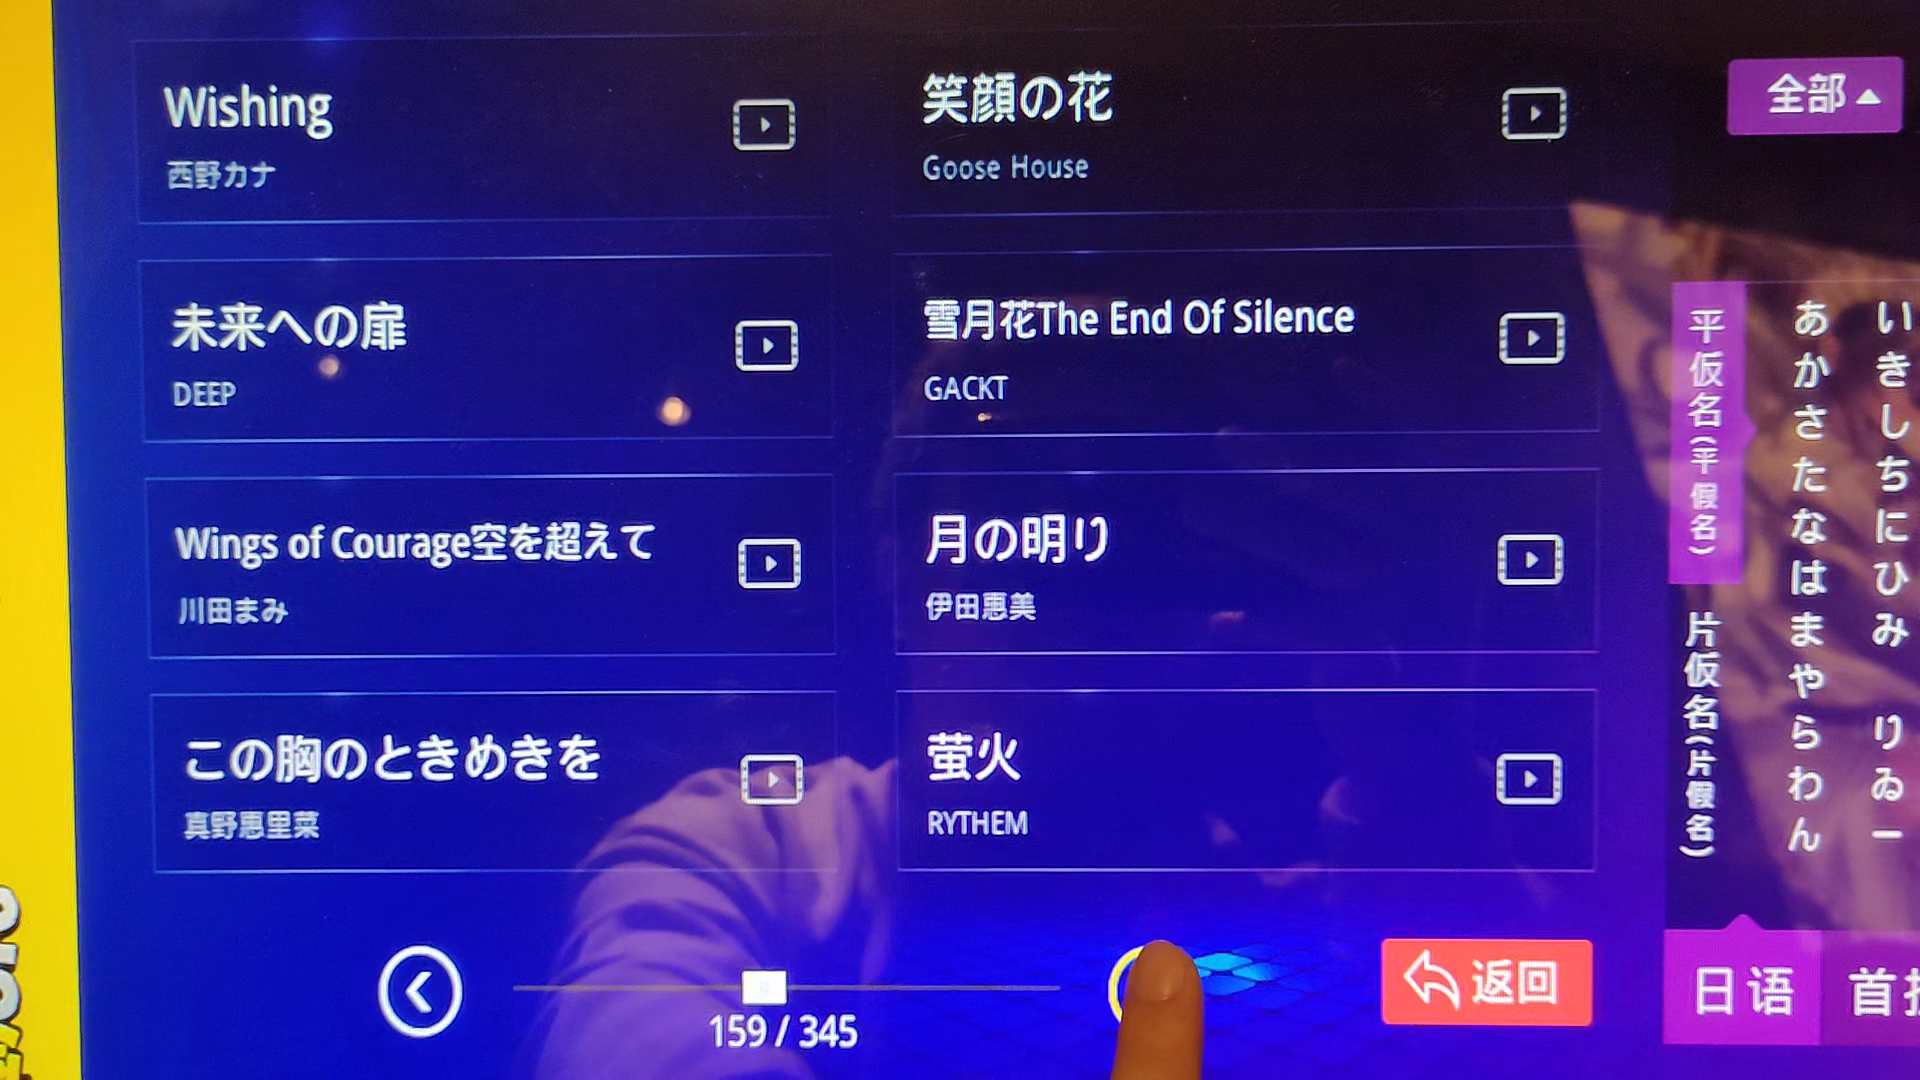 Wishing
西野カナ
笑顔の花
Goose House
未来への扉
DEEP
雪月花The End Of Silence
GACKT
Wings of Courage空を超えて
川田まみ
月の明り
伊田惠美
この胸のときめきを
真野恵里菜
萤火
RYTHEM
159 / 345
返回
全部
平仮名(平假名)
片仮名(片假名)
あ い
か き
さ し
た ち
な に
は ひ
ま み
や
ら り
わ ゐ
ん ー
日语